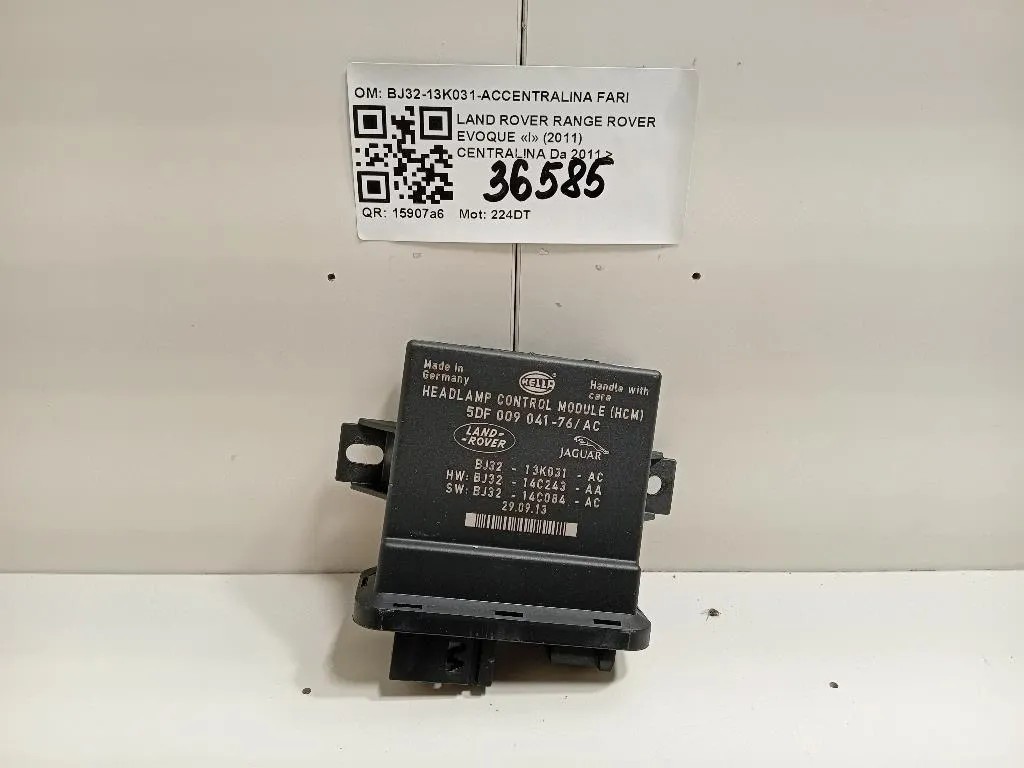 OM: BJ32-13K031-ACCENTRALINA FARI
LAND ROVER RANGE ROVER
EVOQUE «I» (2011)
CENTRALINA Da 2011 >
36585
QR: 15907a6 Mot: 224DT
Made in
Germany
HELLA
Handle with
care
HEADLAMP CONTROL MODULE (HCM)
5DF 009 041-76/AC
LAND-
-ROVER
JAGUAR
BJ32 - 13K031 - AC
HW: BJ32 - 14C243 - AA
SW: BJ32 - 14C084 - AC
29.09.13